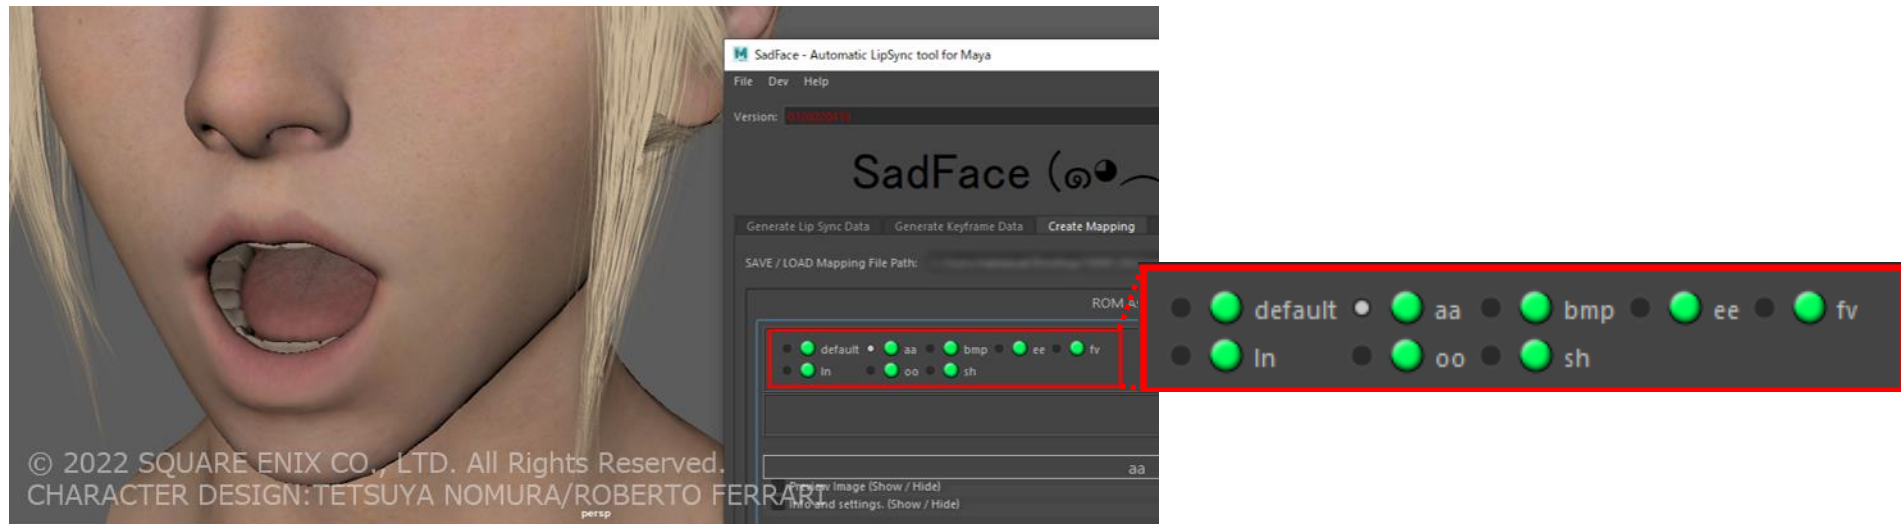 SadFace - Automatic LipSync tool for Maya
File Dev Help
Version:
SadFace (๑◕︵
Generate Lip Sync Data Generate Keyframe Data Create Mapping
SAVE / LOAD Mapping File Path:
ROM
default aa bmp ee fv
ln oo sh
default aa bmp ee fv
ln oo sh
aa
Preview Image (Show / Hide)
Info and settings. (Show / Hide)
© 2022 SQUARE ENIX CO., LTD. All Rights Reserved.
CHARACTER DESIGN:TETSUYA NOMURA/ROBERTO FERRARI
persp